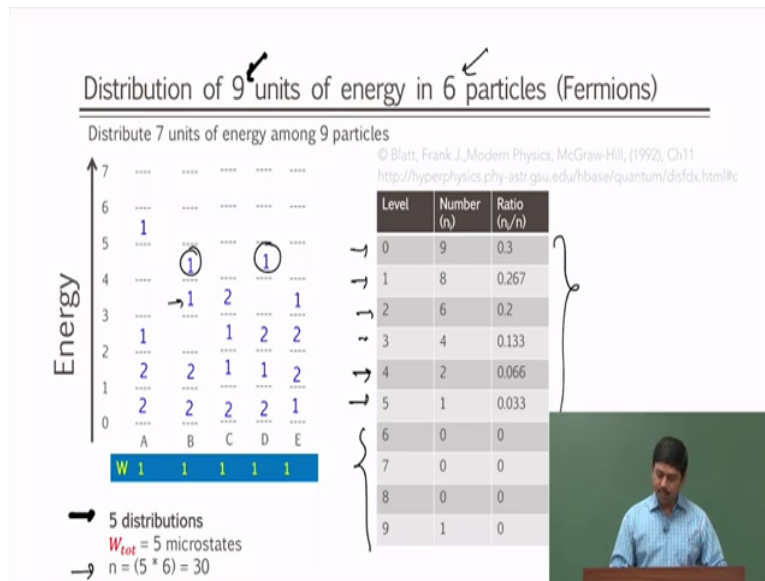 Distribution of 9 units of energy in 6 particles (Fermions)
Distribute 7 units of energy among 9 particles
© Blatt, Frank J.,Modern Physics, McGraw-Hill, (1992), Ch11
http://hyperphysics.phy-astr.gsu.edu/hbase/quantum/disfdx.html#c
Energy
7
6
5
4
3
2
1
0
1
1 1
1 2 1
1 1 2 2
2 2 1 1 2
2 2 2 2 1
A B C D E
W 1 1 1 1 1
5 distributions
Wtot = 5 microstates
n = (5 * 6) = 30
Level Number (nᵢ) Ratio (nᵢ/n)
0 9 0.3
1 8 0.267
2 6 0.2
3 4 0.133
4 2 0.066
5 1 0.033
6 0 0
7 0 0
8 0 0
9 1 0